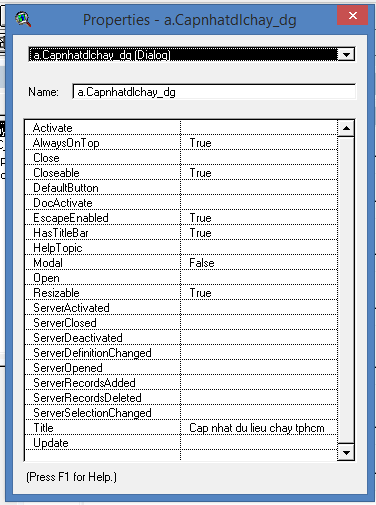 Properties - a.Capnhatdlchay_dg
a.Capnhatdlchay_dg (Dialog)
Name: a.Capnhatdlchay_dg
Activate
AlwaysOnTop True
Close
Closeable True
DefaultButton
DocActivate
EscapeEnabled True
HasTitleBar True
HelpTopic
Modal False
Open
Resizable True
ServerActivated
ServerClosed
ServerDeactivated
ServerDefinitionChanged
ServerOpened
ServerRecordsAdded
ServerRecordsDeleted
ServerSelectionChanged
Title Cap nhat du lieu chay tphcm
Update
(Press F1 for Help.)